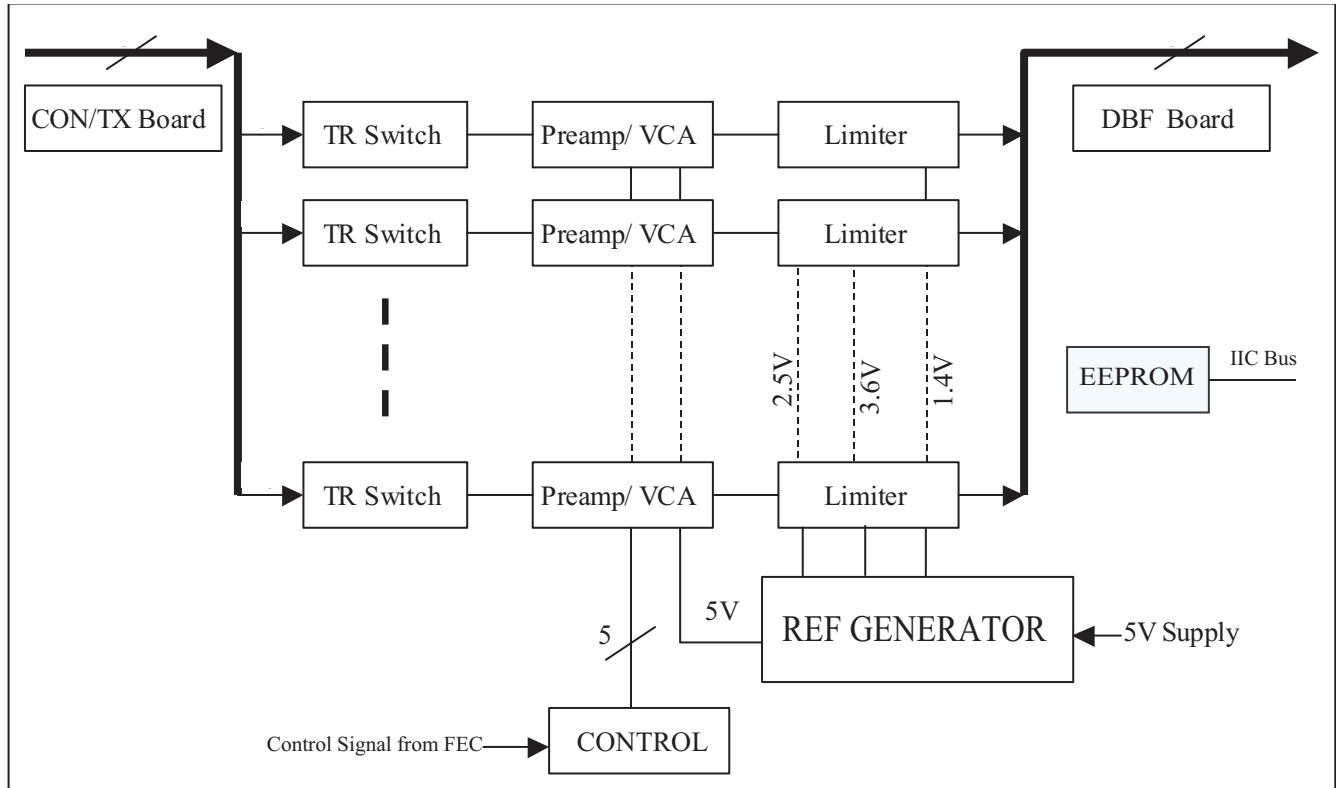 CON/TX Board
DBF Board
TR Switch
Preamp/ VCA
Limiter
TR Switch
Preamp/ VCA
Limiter
2.5V
3.6V
1.4V
EEPROM
IIC Bus
TR Switch
Preamp/ VCA
Limiter
5
5V
REF GENERATOR
5V Supply
Control Signal from FEC
CONTROL